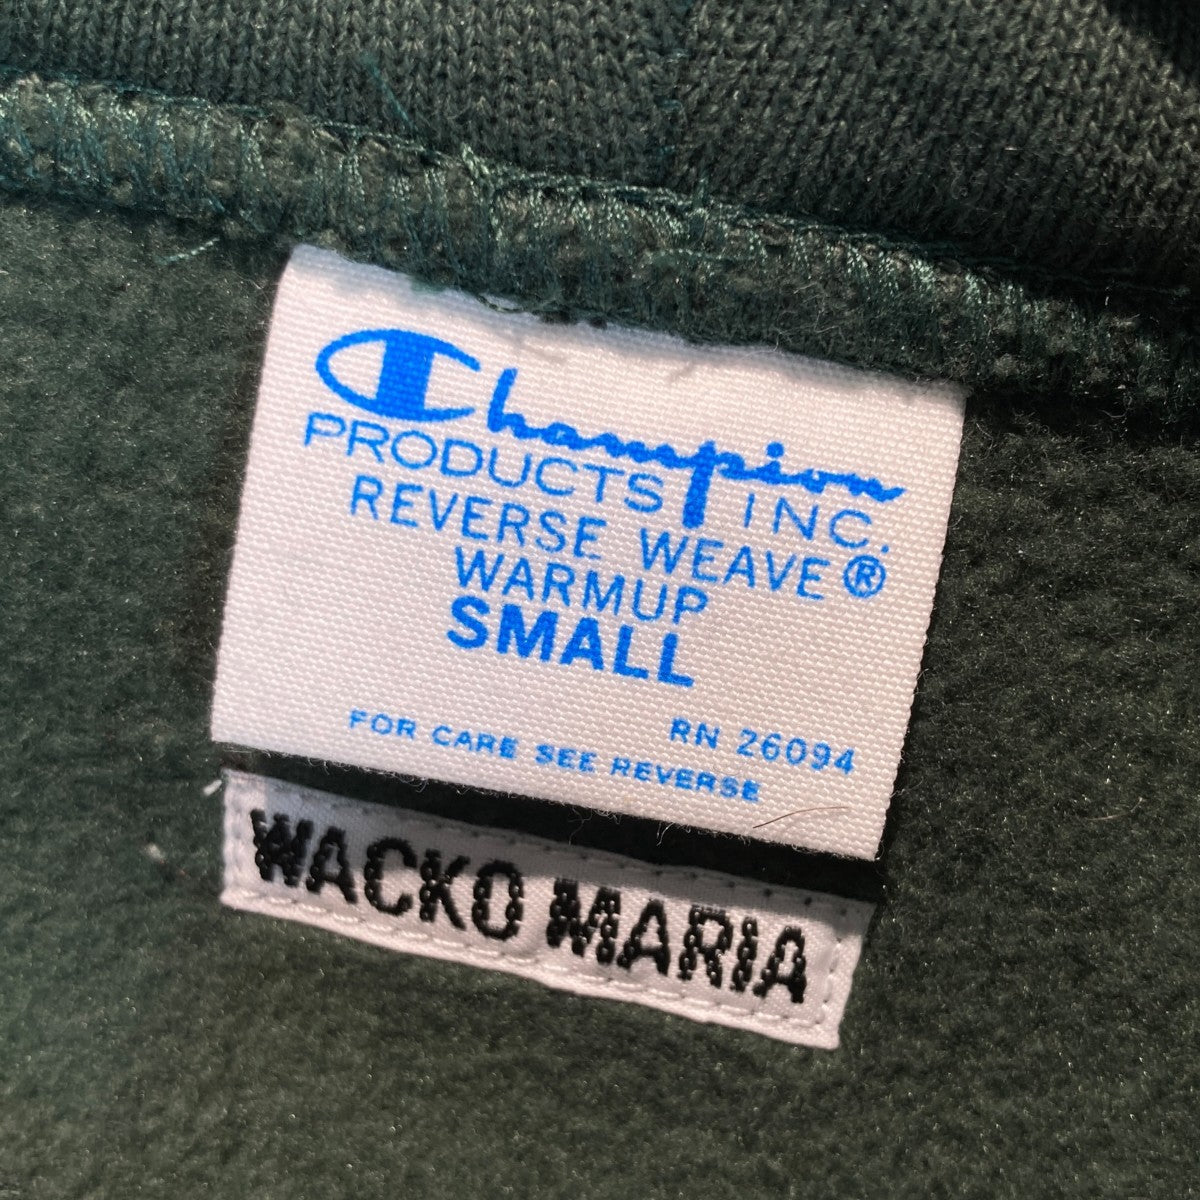 Champion
PRODUCTS INC.
REVERSE WEAVE®
WARMUP
SMALL
RN 26094
FOR CARE SEE REVERSE
WACKO MARIA